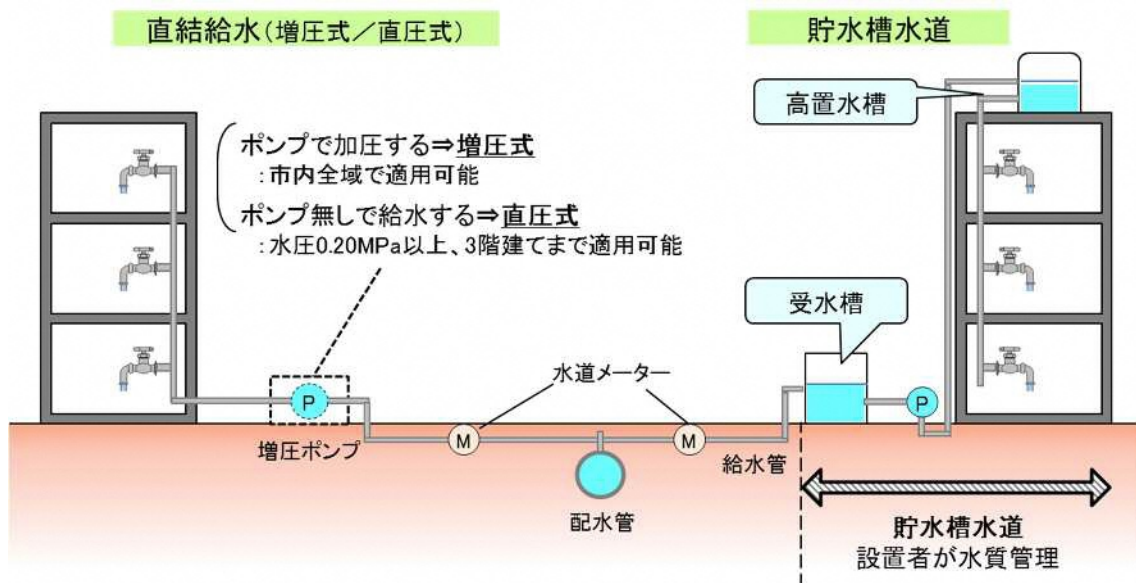 直結給水(増圧式／直圧式)
貯水槽水道
高置水槽
ポンプで加圧する⇒増圧式
：市内全域で適用可能
ポンプ無しで給水する⇒直圧式
：水圧0.20MPa以上、3階建てまで適用可能
受水槽
水道メーター
P
P
M
M
増圧ポンプ
給水管
配水管
貯水槽水道
設置者が水質管理